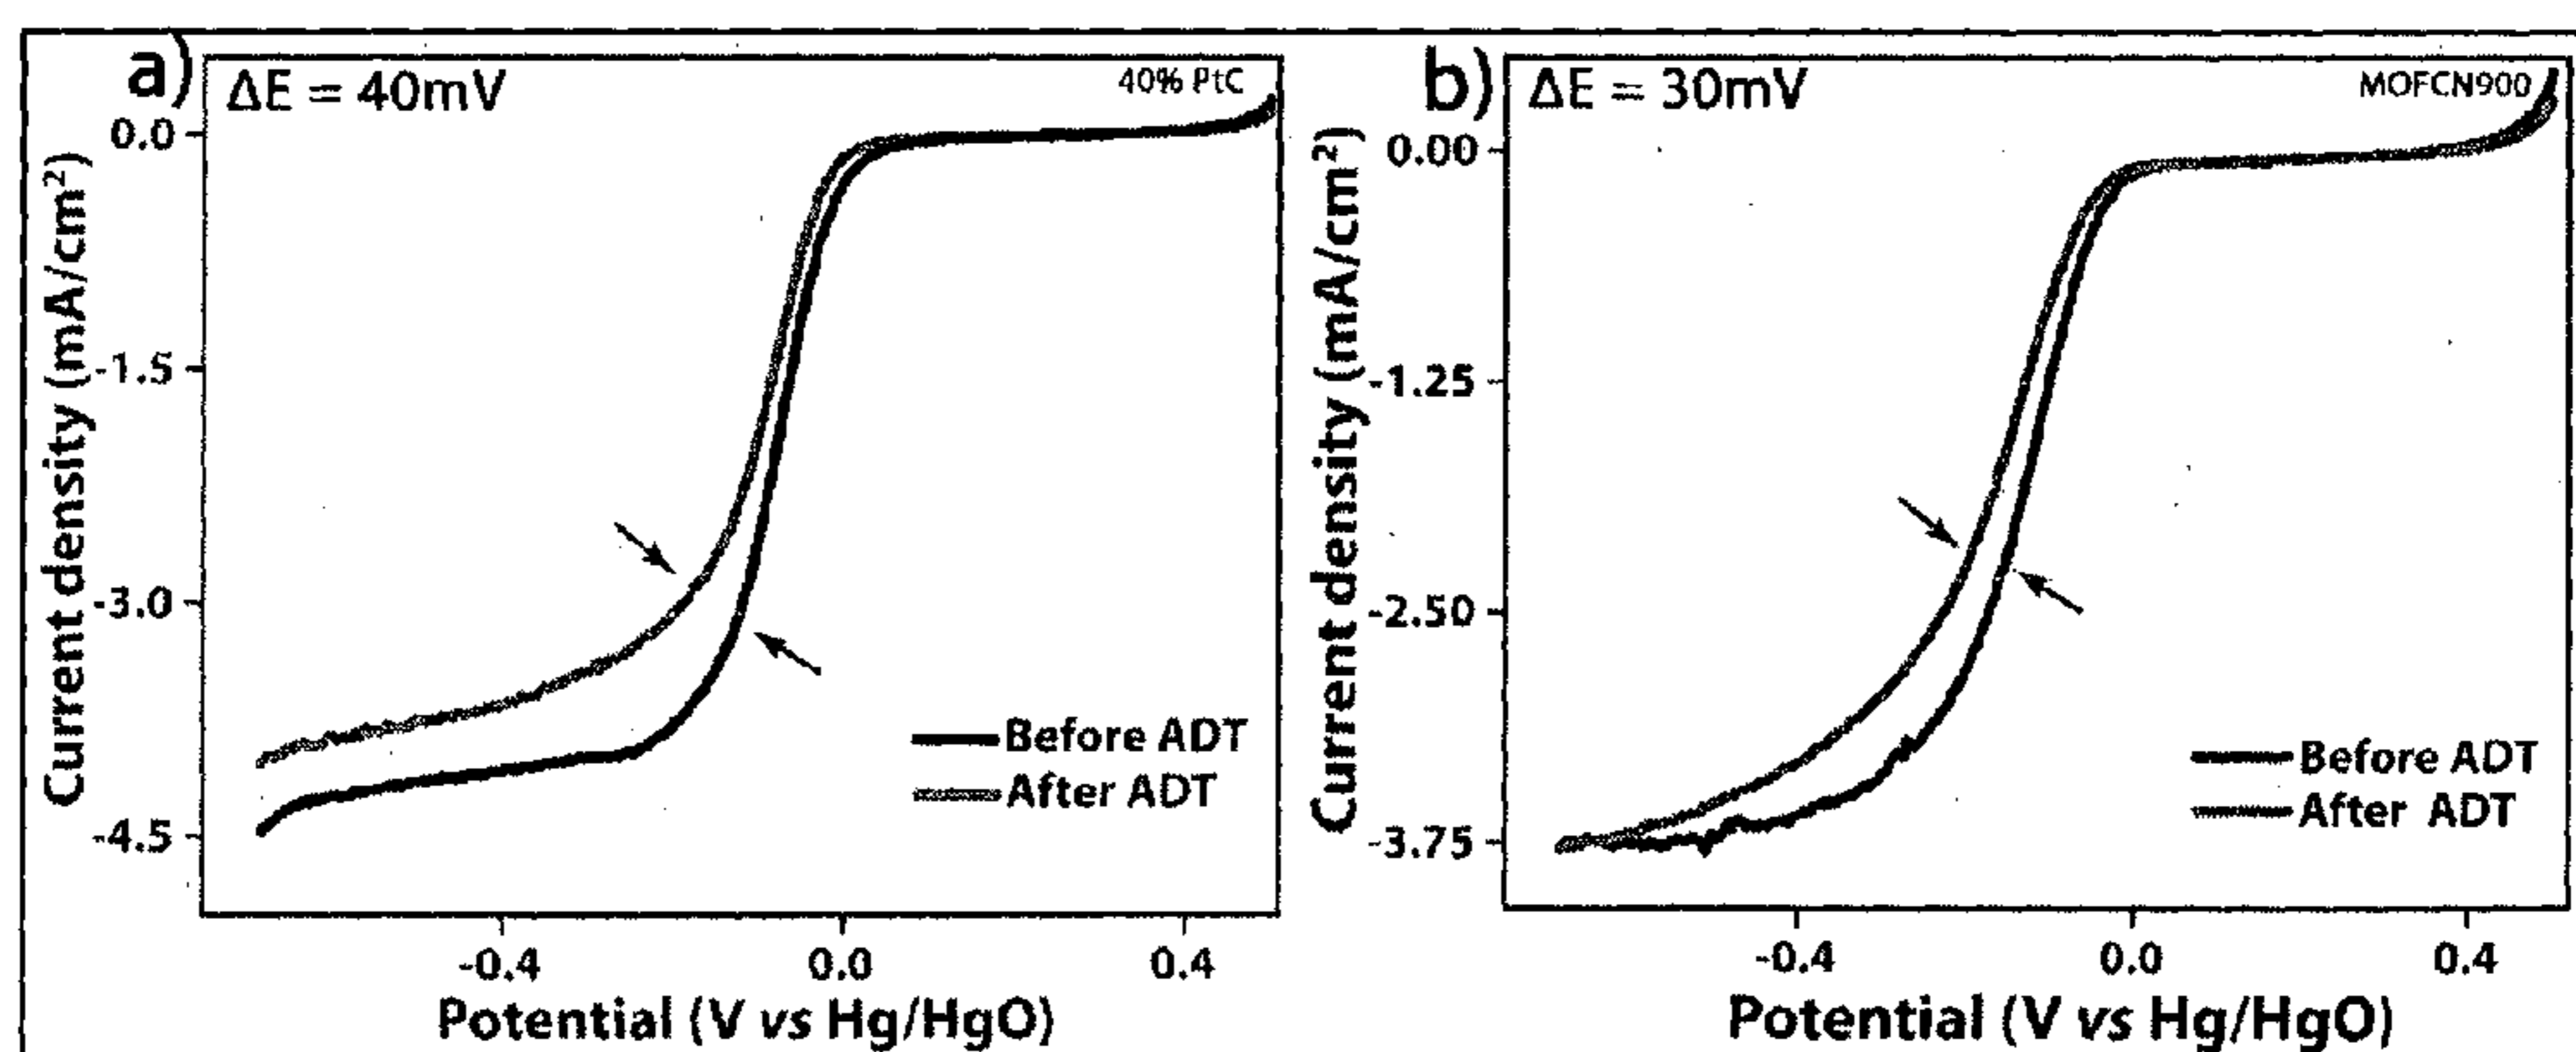 a)
ΔE = 40mV
40% PtC
Current density (mA/cm²)
0.0
-1.5
-3.0
-4.5
Before ADT
After ADT
-0.4
0.0
0.4
Potential (V vs Hg/HgO)
b)
ΔE = 30mV
MOFCN900
Current density (mA/cm²)
0.00
-1.25
-2.50
-3.75
Before ADT
After ADT
-0.4
0.0
0.4
Potential (V vs Hg/HgO)